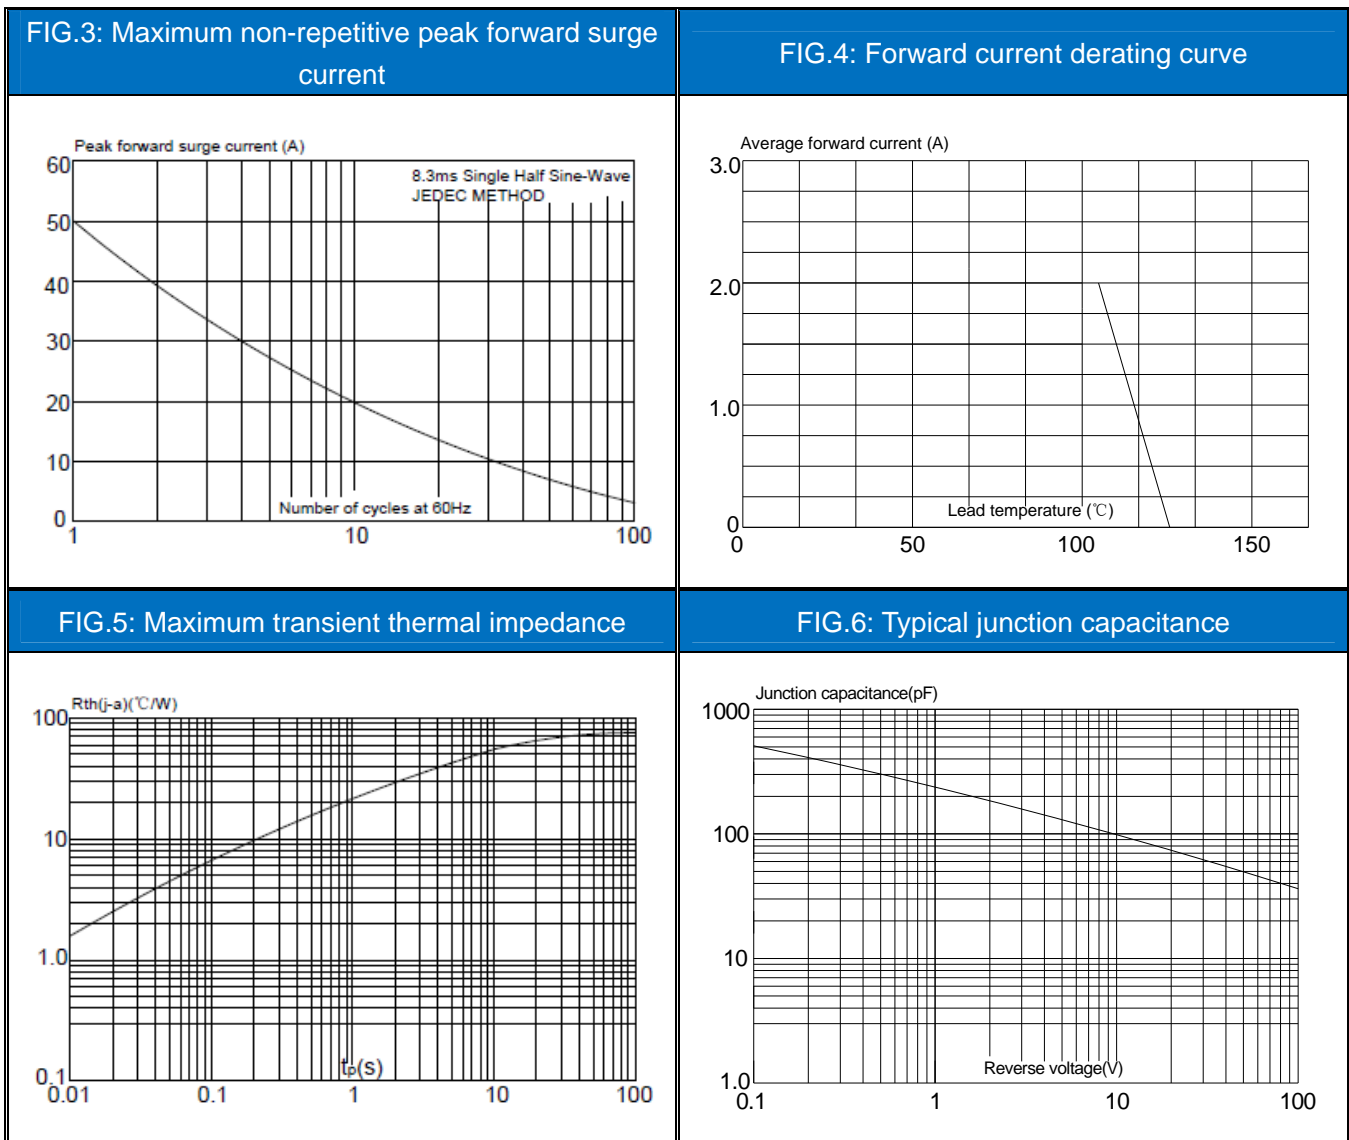 FIG.3: Maximum non-repetitive peak forward surge
current
FIG.4: Forward current derating curve
Peak forward surge current (A)
8.3ms Single Half Sine-Wave
JEDEC METHOD
60
50
40
30
20
10
0
Number of cycles at 60Hz
1
10
100
Average forward current (A)
3.0
2.0
1.0
0
Lead temperature (℃)
0
50
100
150
FIG.5: Maximum transient thermal impedance
FIG.6: Typical junction capacitance
Rth(j-a)(℃/W)
100
10
1.0
0.1
tp(s)
0.01
0.1
1
10
100
Junction capacitance(pF)
1000
100
10
1.0
Reverse voltage(V)
0.1
1
10
100